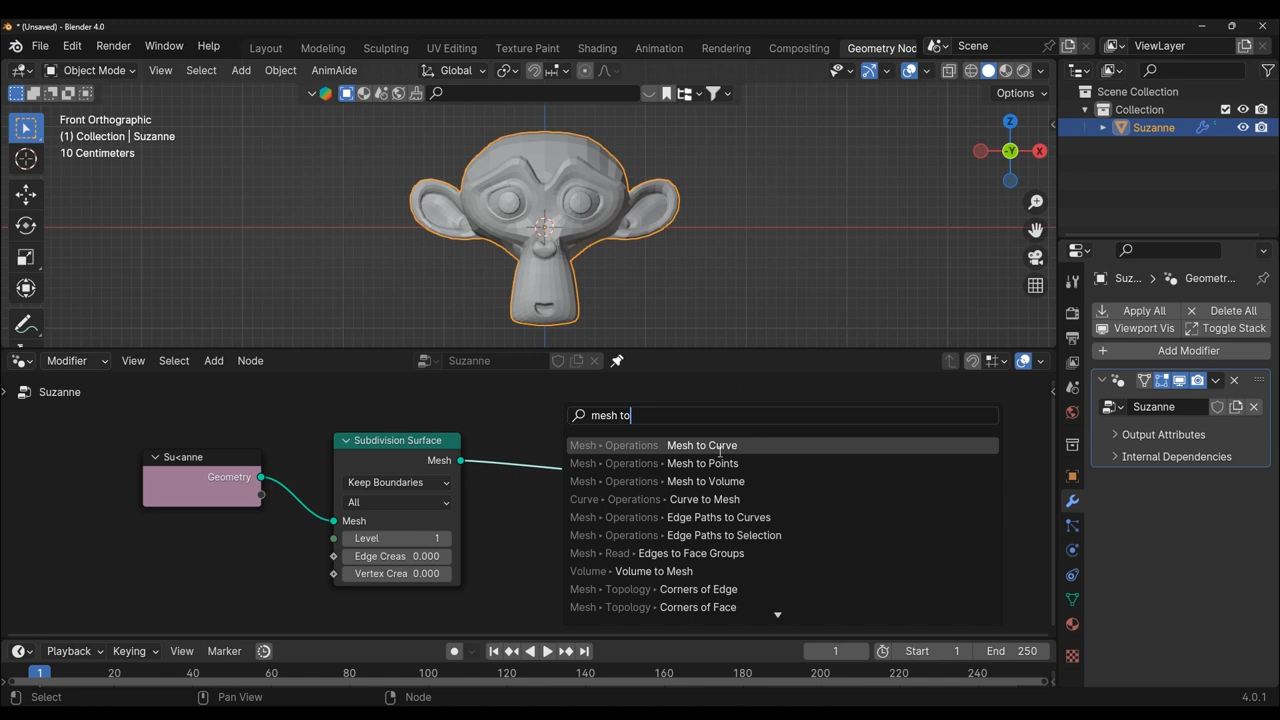 * (Unsaved) - Blender 4.0
File Edit Render Window Help Layout Modeling Sculpting UV Editing Texture Paint Shading Animation Rendering Compositing Geometry Nod Scene ViewLayer
Object Mode View Select Add Object AnimAide Global
Options
Front Orthographic
(1) Collection | Suzanne
10 Centimeters
Z
-Y X
Scene Collection
Collection
Suzanne
Suz... > Geometr...
Apply All Delete All
Viewport Vis Toggle Stack
Add Modifier
Suzanne
Output Attributes
Internal Dependencies
Modifier View Select Add Node Suzanne
Suzanne
Su<anne
Geometry
Subdivision Surface
Mesh
Keep Boundaries
All
Mesh
Level 1
Edge Creas 0.000
Vertex Crea 0.000
mesh to
Mesh ▸ Operations ▸ Mesh to Curve
Mesh ▸ Operations ▸ Mesh to Points
Mesh ▸ Operations ▸ Mesh to Volume
Curve ▸ Operations ▸ Curve to Mesh
Mesh ▸ Operations ▸ Edge Paths to Curves
Mesh ▸ Operations ▸ Edge Paths to Selection
Mesh ▸ Read ▸ Edges to Face Groups
Volume ▸ Volume to Mesh
Mesh ▸ Topology ▸ Corners of Edge
Mesh ▸ Topology ▸ Corners of Face
Playback Keying View Marker 1 Start 1 End 250
1 20 40 60 80 100 120 140 160 180 200 220 240
Select Pan View Node 4.0.1